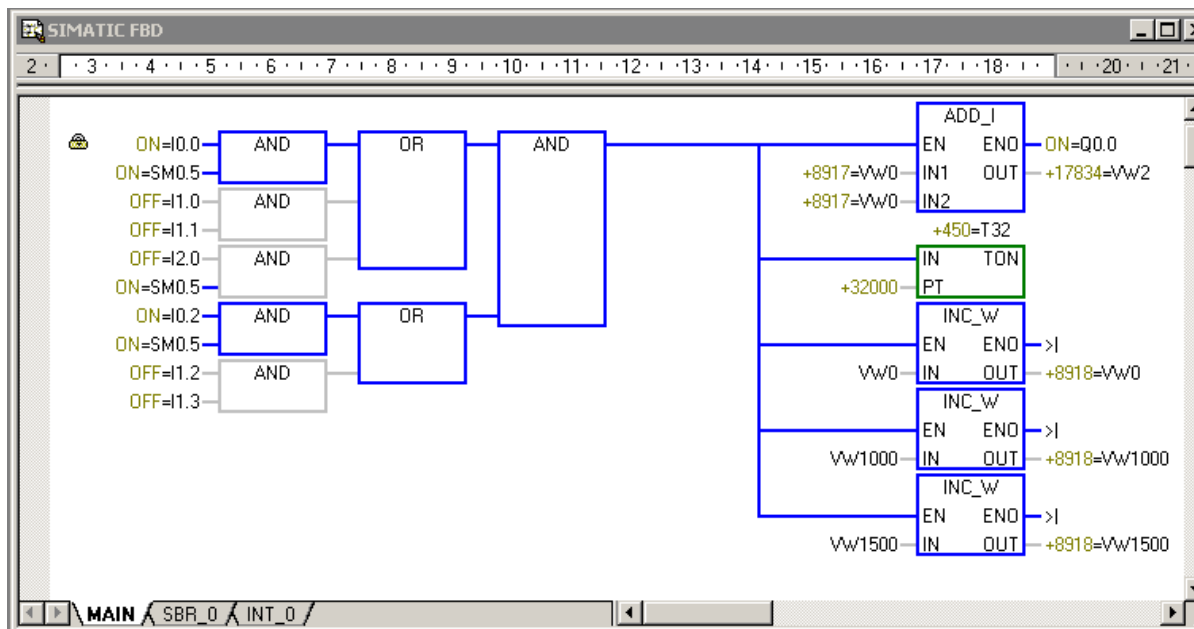 SIMATIC FBD
2 · 3 · 4 · 5 · 6 · 7 · 8 · 9 · 10 · 11 · 12 · 13 · 14 · 15 · 16 · 17 · 18 · 20 · 21
ADD_I
ON=I0.0 AND OR AND EN ENO ON=Q0.0
ON=SM0.5 +8917=VW0 IN1 OUT +17834=VW2
OFF=I1.0 AND +8917=VW0 IN2
OFF=I1.1 +450=T32
OFF=I2.0 AND IN TON
ON=SM0.5 +32000 PT
ON=I0.2 AND OR INC_W
ON=SM0.5 EN ENO >|
OFF=I1.2 AND VW0 IN OUT +8918=VW0
OFF=I1.3 INC_W
EN ENO >|
VW1000 IN OUT +8918=VW1000
INC_W
EN ENO >|
VW1500 IN OUT +8918=VW1500
MAIN SBR_0 INT_0